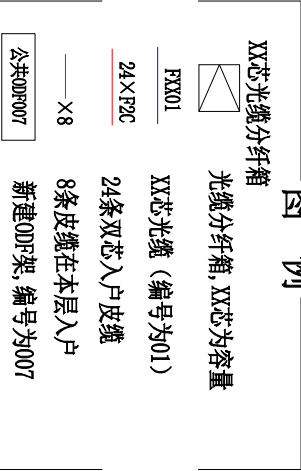 图 例
XX芯光缆分纤箱
光缆分纤箱,XX芯为容量
FXX01
XX芯光缆（编号为01）
24×F2C
24条双芯入户皮缆
×8
8条皮缆在本层入户
公共ODF007
新建ODF架,编号为007